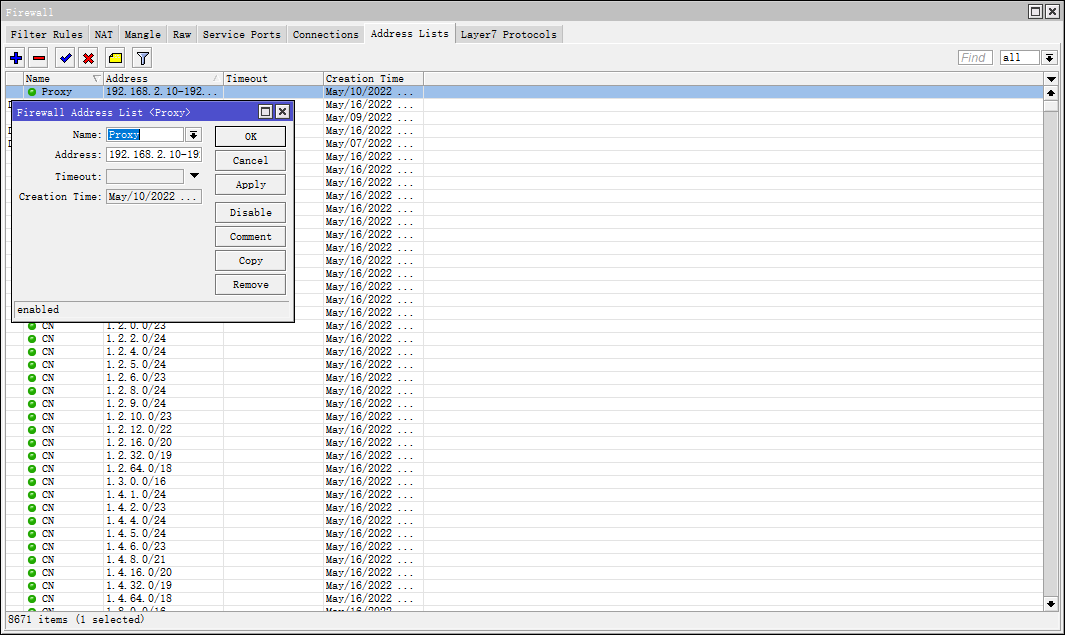 Firewall
Filter Rules NAT Mangle Raw Service Ports Connections Address Lists Layer7 Protocols
Find all
Name Address Timeout Creation Time
Proxy 192.168.2.10-192... May/10/2022 ...
May/16/2022 ...
May/09/2022 ...
May/16/2022 ...
May/07/2022 ...
May/16/2022 ...
May/16/2022 ...
May/16/2022 ...
May/16/2022 ...
May/16/2022 ...
May/16/2022 ...
May/16/2022 ...
May/16/2022 ...
May/16/2022 ...
May/16/2022 ...
May/16/2022 ...
May/16/2022 ...
May/16/2022 ...
Firewall Address List <Proxy>
Name: Proxy
Address: 192.168.2.10-19
Timeout:
Creation Time: May/10/2022 ...
OK
Cancel
Apply
Disable
Comment
Copy
Remove
enabled
CN 1.2.0.0/23 May/16/2022 ...
CN 1.2.2.0/24 May/16/2022 ...
CN 1.2.4.0/24 May/16/2022 ...
CN 1.2.5.0/24 May/16/2022 ...
CN 1.2.6.0/23 May/16/2022 ...
CN 1.2.8.0/24 May/16/2022 ...
CN 1.2.9.0/24 May/16/2022 ...
CN 1.2.10.0/23 May/16/2022 ...
CN 1.2.12.0/22 May/16/2022 ...
CN 1.2.16.0/20 May/16/2022 ...
CN 1.2.32.0/19 May/16/2022 ...
CN 1.2.64.0/18 May/16/2022 ...
CN 1.3.0.0/16 May/16/2022 ...
CN 1.4.1.0/24 May/16/2022 ...
CN 1.4.2.0/23 May/16/2022 ...
CN 1.4.4.0/24 May/16/2022 ...
CN 1.4.5.0/24 May/16/2022 ...
CN 1.4.6.0/23 May/16/2022 ...
CN 1.4.8.0/21 May/16/2022 ...
CN 1.4.16.0/20 May/16/2022 ...
CN 1.4.32.0/19 May/16/2022 ...
CN 1.4.64.0/18 May/16/2022 ...
CN 1.8.0.0/16 May/16/2022 ...
8671 items (1 selected)